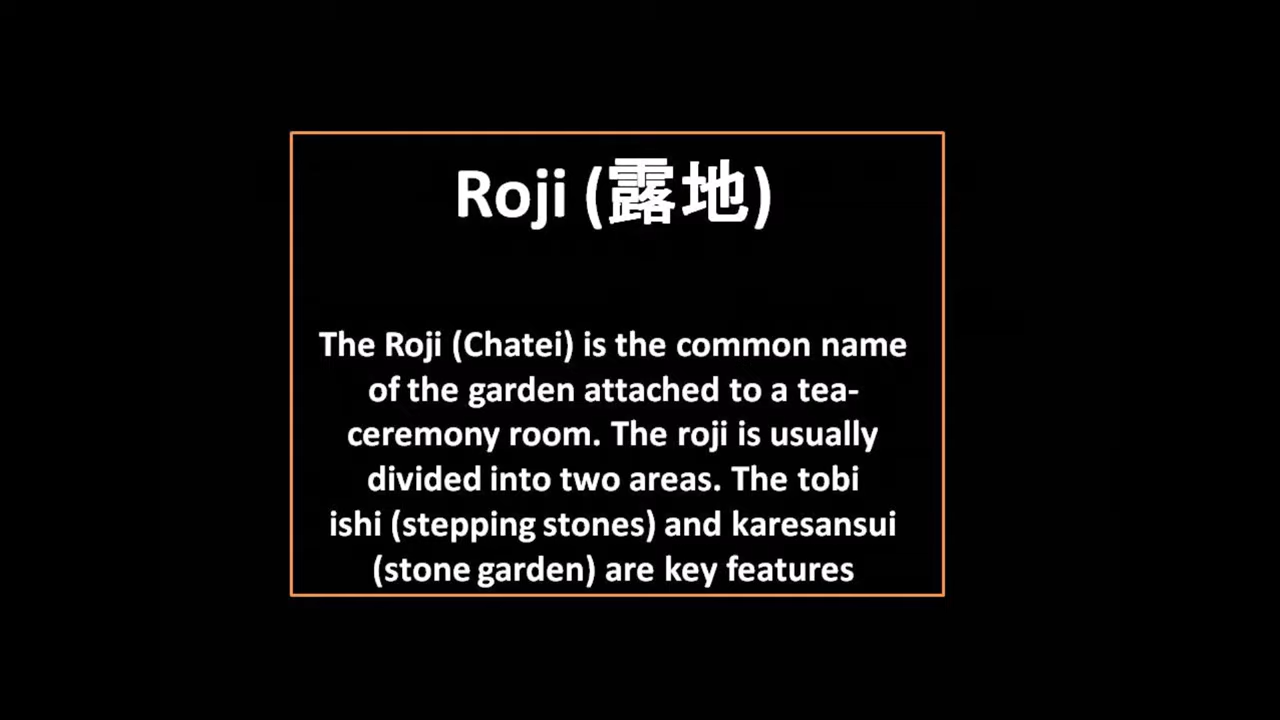 Roji (露地)
The Roji (Chatei) is the common name
of the garden attached to a tea-
ceremony room. The roji is usually
divided into two areas. The tobi
ishi (stepping stones) and karesansui
(stone garden) are key features